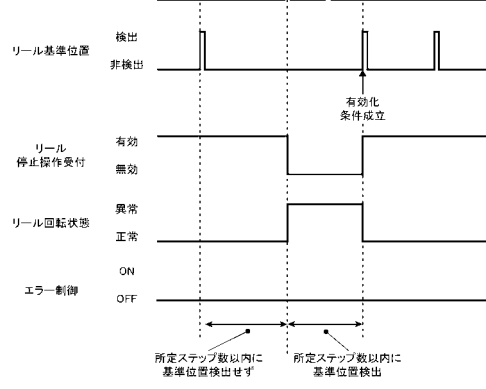 検出
リール基準位置
非検出
有効化
条件成立
有効
リール
停止操作受付
無効
異常
リール回転状態
正常
ON
エラー制御
OFF
所定ステップ数以内に
基準位置検出せず
所定ステップ数以内に
基準位置検出